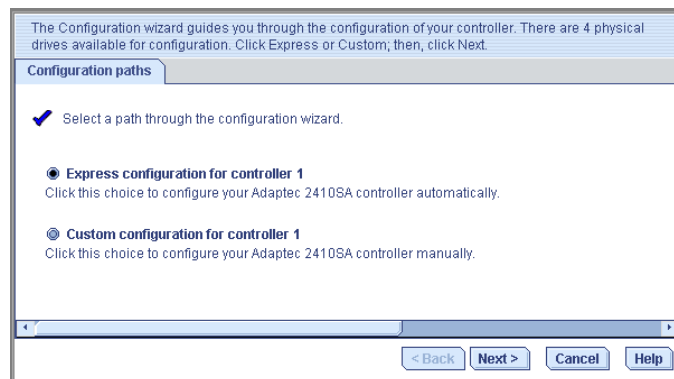 The Configuration wizard guides you through the configuration of your controller. There are 4 physical
drives available for configuration. Click Express or Custom; then, click Next.
Configuration paths
Select a path through the configuration wizard.
Express configuration for controller 1
Click this choice to configure your Adaptec 2410SA controller automatically.
Custom configuration for controller 1
Click this choice to configure your Adaptec 2410SA controller manually.
< Back Next > Cancel Help